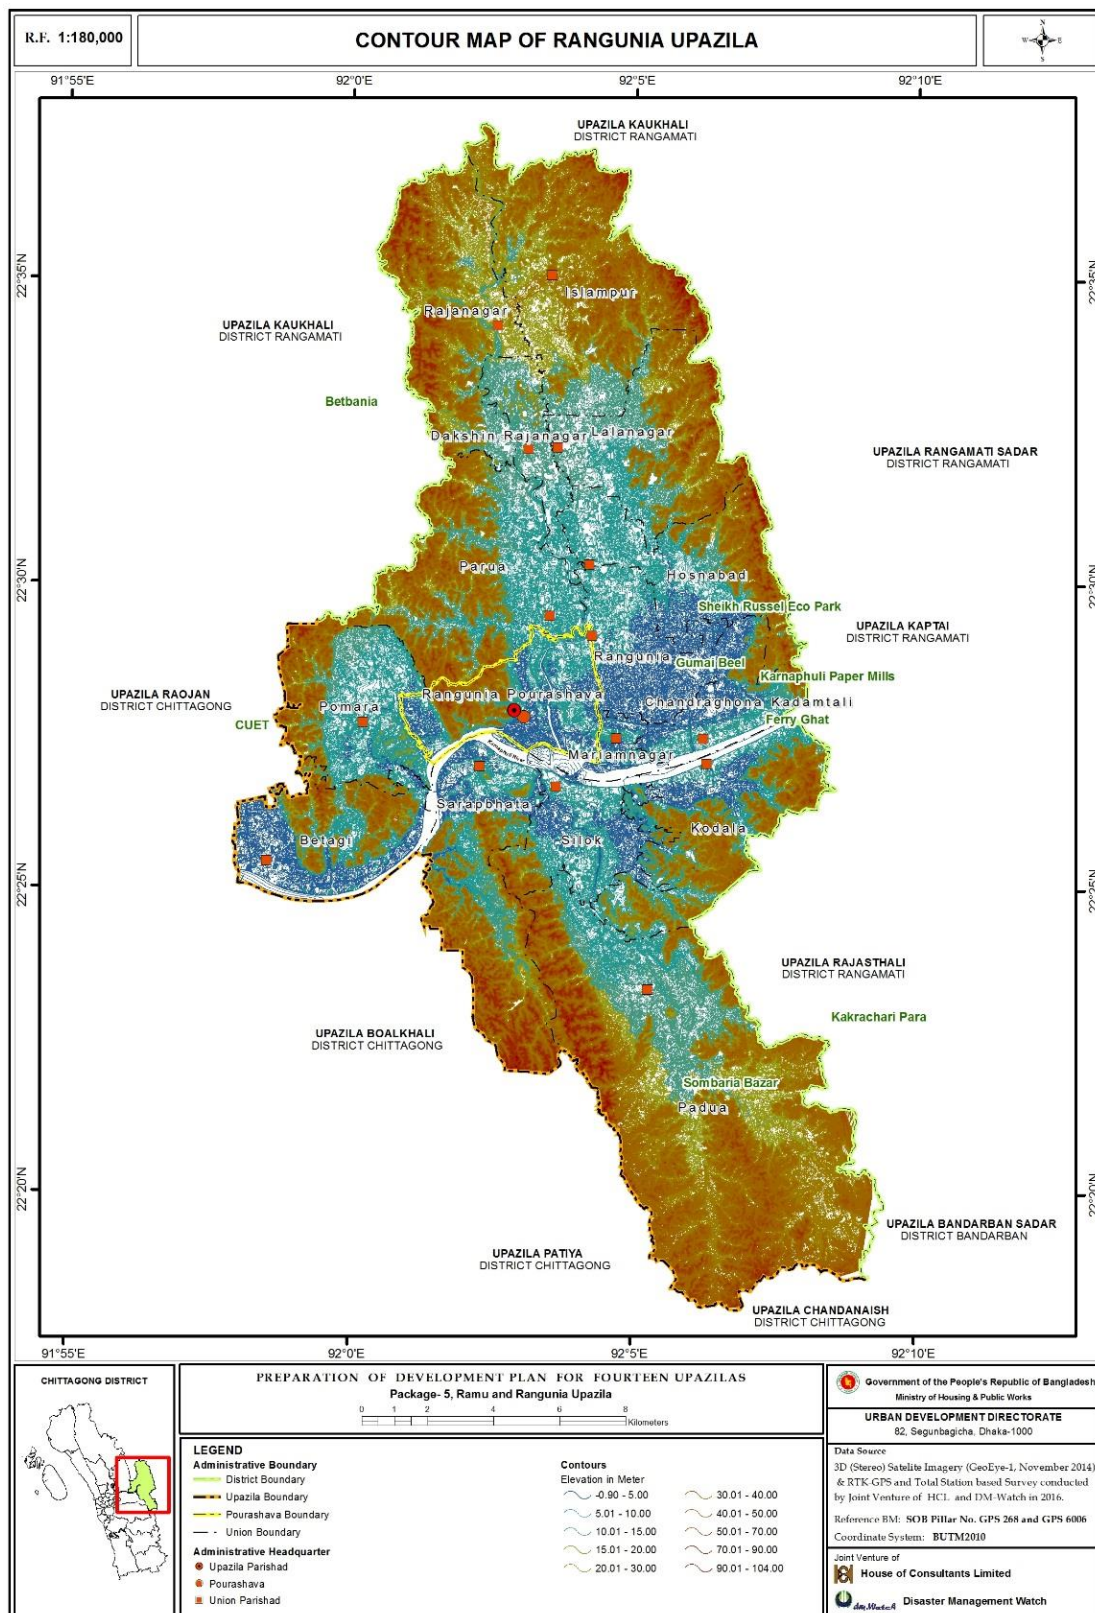 R.F. 1:180,000
CONTOUR MAP OF RANGUNIA UPAZILA
N
W E
S
91°55'E 92°0'E 92°5'E 92°10'E
UPAZILA KAUKHALI
DISTRICT RANGAMATI
22°35'N
22°35'N
Islampur
Rajanagar
UPAZILA KAUKHALI
DISTRICT RANGAMATI
Betbania
Dakshin Rajanagar
Lalanagar
UPAZILA RANGAMATI SADAR
DISTRICT RANGAMATI
22°30'N
22°30'N
Parua
Hosnabad
Sheikh Russel Eco Park
UPAZILA KAPTAI
DISTRICT RANGAMATI
Rangunia
Gumai Beel
Karnaphuli Paper Mills
UPAZILA RAOJAN
DISTRICT CHITTAGONG
Rangunia Pourashava
Chandraghona Kadamtali
Pomara
CUET
Ferry Ghat
Karnaphuli River
Mariamnagar
Sarapbhata
Kodala
Betagi
Silok
22°25'N
22°25'N
UPAZILA RAJASTHALI
DISTRICT RANGAMATI
Kakrachari Para
UPAZILA BOALKHALI
DISTRICT CHITTAGONG
Sombaria Bazar
Padua
22°20'N
22°20'N
UPAZILA BANDARBAN SADAR
DISTRICT BANDARBAN
UPAZILA PATIYA
DISTRICT CHITTAGONG
UPAZILA CHANDANAISH
DISTRICT CHITTAGONG
91°55'E 92°0'E 92°5'E 92°10'E
CHITTAGONG DISTRICT
PREPARATION OF DEVELOPMENT PLAN FOR FOURTEEN UPAZILAS
Package- 5, Ramu and Rangunia Upazila
0 1 2 4 6 8
Kilometers
LEGEND
Administrative Boundary
District Boundary
Upazila Boundary
Pourashava Boundary
Union Boundary
Administrative Headquarter
Upazila Parishad
Pourashava
Union Parishad
Contours
Elevation in Meter
-0.90 - 5.00
5.01 - 10.00
10.01 - 15.00
15.01 - 20.00
20.01 - 30.00
30.01 - 40.00
40.01 - 50.00
50.01 - 70.00
70.01 - 90.00
90.01 - 104.00
Government of the People's Republic of Bangladesh
Ministry of Housing & Public Works
URBAN DEVELOPMENT DIRECTORATE
82, Segunbagicha, Dhaka-1000
Data Source
3D (Stereo) Satelite Imagery (GeoEye-1, November 2014)
& RTK-GPS and Total Station based Survey conducted
by Joint Venture of HCL and DM-Watch in 2016.
Reference BM: SOB Pillar No. GPS 268 and GPS 6006
Coordinate System: BUTM2010
Joint Venture of
House of Consultants Limited
Disaster Management Watch